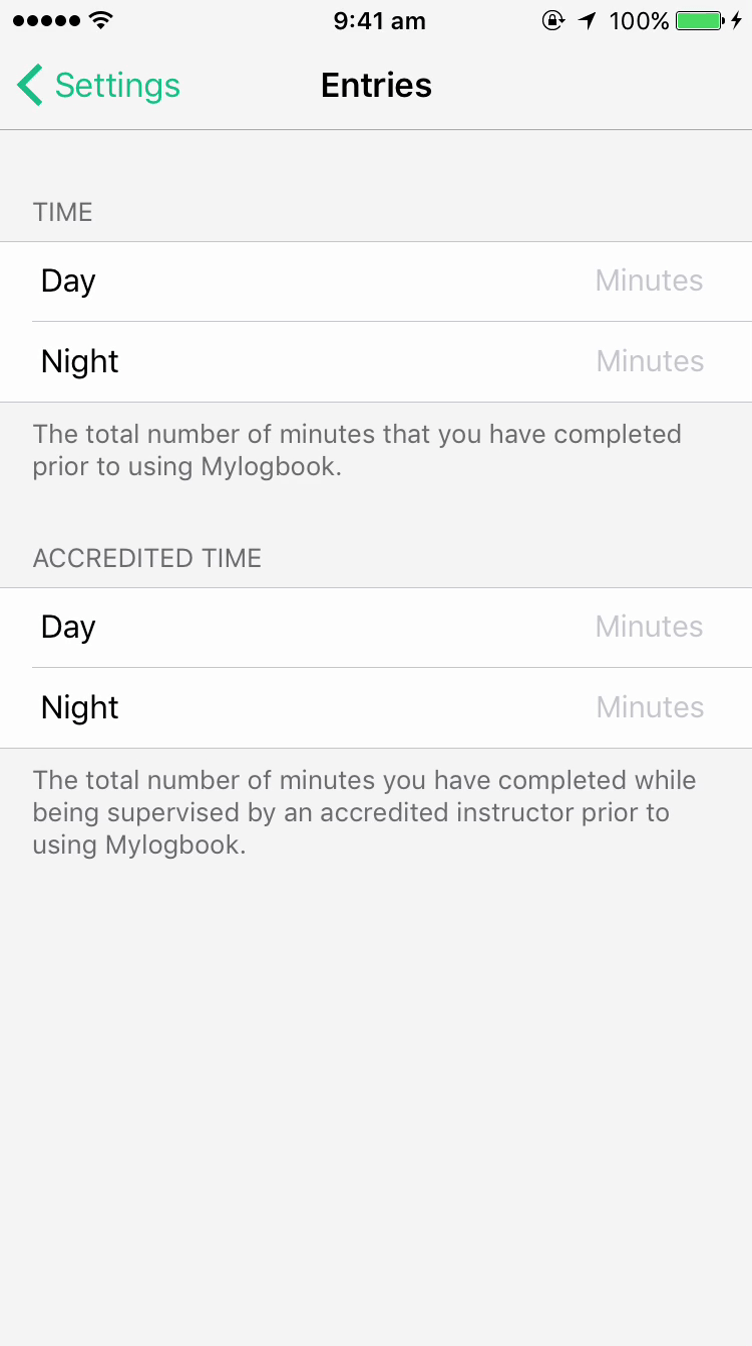 9:41 am 100%
Settings Entries
TIME
Day Minutes
Night Minutes
The total number of minutes that you have completed
prior to using Mylogbook.
ACCREDITED TIME
Day Minutes
Night Minutes
The total number of minutes you have completed while
being supervised by an accredited instructor prior to
using Mylogbook.